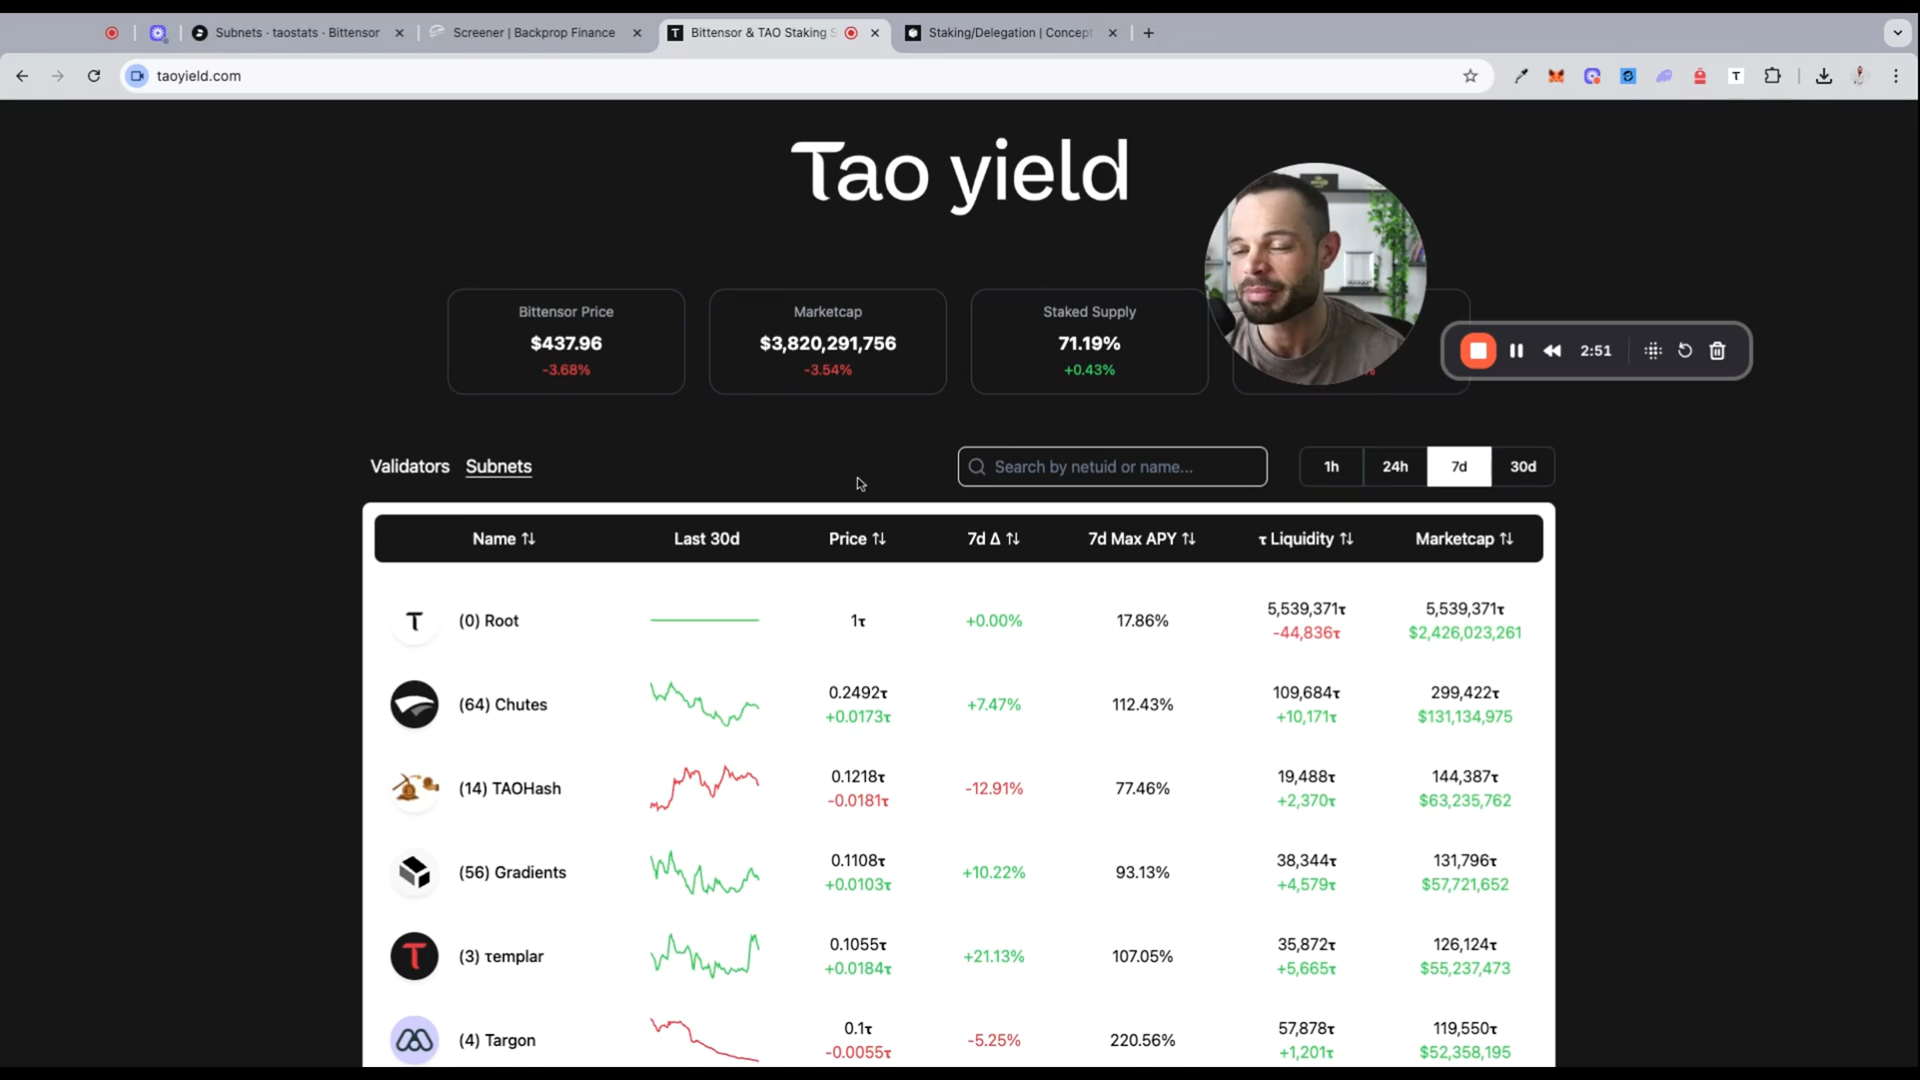 Subnets · taostats · Bittensor
Screener | Backprop Finance
Bittensor & TAO Staking S
Staking/Delegation | Concept
taoyield.com
Tao yield
Bittensor Price
$437.96
-3.68%
Marketcap
$3,820,291,756
-3.54%
Staked Supply
71.19%
+0.43%
2:51
Validators Subnets
Search by netuid or name...
1h 24h 7d 30d
Name Last 30d Price 7d Δ 7d Max APY τ Liquidity Marketcap
(0) Root 1τ +0.00% 17.86% 5,539,371τ 5,539,371τ
-44,836τ $2,426,023,261
(64) Chutes 0.2492τ +7.47% 112.43% 109,684τ 299,422τ
+0.0173τ +10,171τ $131,134,975
(14) TAOHash 0.1218τ -12.91% 77.46% 19,488τ 144,387τ
-0.0181τ +2,370τ $63,235,762
(56) Gradients 0.1108τ +10.22% 93.13% 38,344τ 131,796τ
+0.0103τ +4,579τ $57,721,652
(3) τemplar 0.1055τ +21.13% 107.05% 35,872τ 126,124τ
+0.0184τ +5,665τ $55,237,473
(4) Targon 0.1τ -5.25% 220.56% 57,878τ 119,550τ
-0.0055τ +1,201τ $52,358,195